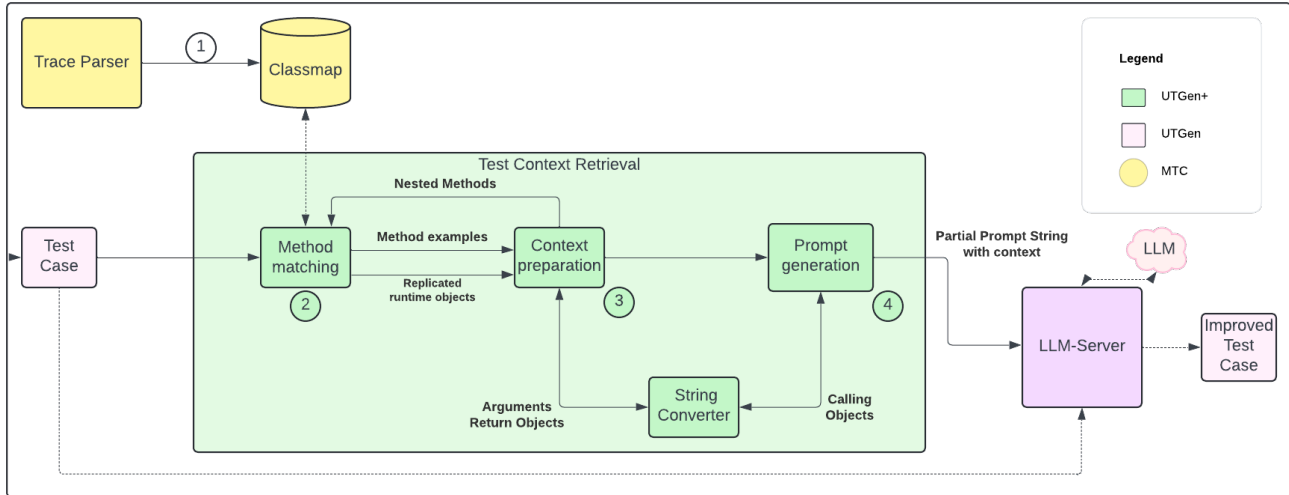 Trace Parser
1
Classmap
Legend
UTGen+
UTGen
MTC
Test Context Retrieval
Nested Methods
Test
Case
Method
matching
2
Method examples
Replicated
runtime objects
Context
preparation
3
Prompt
generation
4
Partial Prompt String
with context
LLM
LLM-Server
Improved
Test
Case
Arguments
Return Objects
String
Converter
Calling
Objects